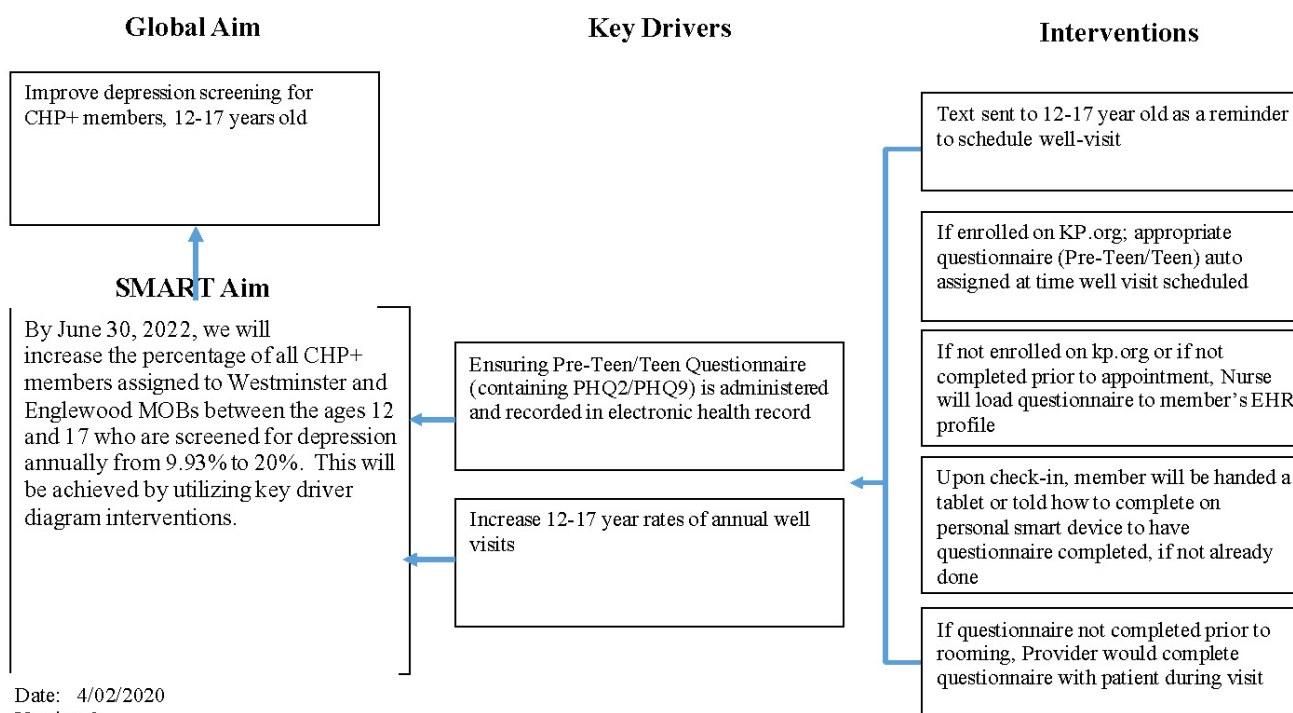 Global Aim
Improve depression screening for
CHP+ members, 12-17 years old
SMART Aim
By June 30, 2022, we will
increase the percentage of all CHP+
members assigned to Westminster and
Englewood MOBs between the ages 12
and 17 who are screened for depression
annually from 9.93% to 20%. This will
be achieved by utilizing key driver
diagram interventions.
Date: 4/02/2020
Key Drivers
Ensuring Pre-Teen/Teen Questionnaire
(containing PHQ2/PHQ9) is administered
and recorded in electronic health record
Increase 12-17 year rates of annual well
visits
Interventions
Text sent to 12-17 year old as a reminder
to schedule well-visit
If enrolled on KP.org; appropriate
questionnaire (Pre-Teen/Teen) auto
assigned at time well visit scheduled
If not enrolled on kp.org or if not
completed prior to appointment, Nurse
will load questionnaire to member's EHR
profile
Upon check-in, member will be handed a
tablet or told how to complete on
personal smart device to have
questionnaire completed, if not already
done
If questionnaire not completed prior to
rooming, Provider would complete
questionnaire with patient during visit